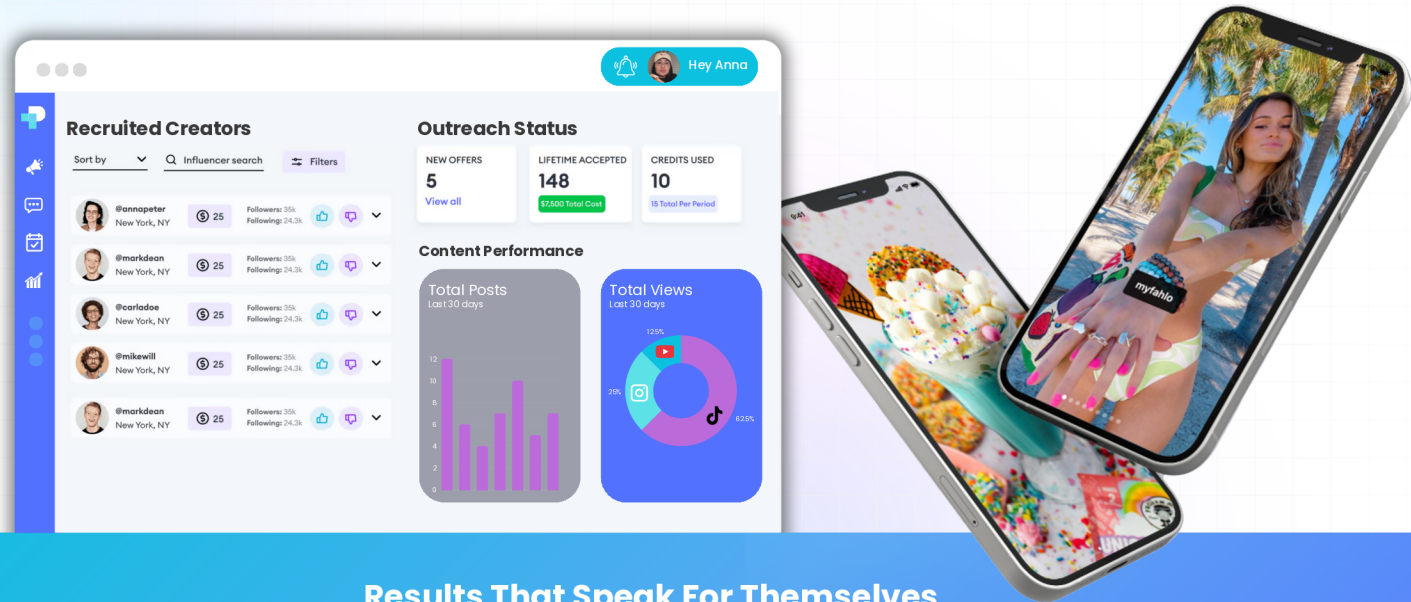 Hey Anna
Recruited Creators
Sort by
Influencer search
Filters
@annapeter
New York, NY
25
Followers: 35k
Following: 24.3k
@markdean
New York, NY
25
Followers: 35k
Following: 24.3k
@carladoe
New York, NY
25
Followers: 35k
Following: 24.3k
@mikewill
New York, NY
25
Followers: 35k
Following: 24.3k
@markdean
New York, NY
25
Followers: 35k
Following: 24.3k
Outreach Status
NEW OFFERS
5
View all
LIFETIME ACCEPTED
148
$7,500 Total Cost
CREDITS USED
10
15 Total Per Period
Content Performance
Total Posts
Last 30 days
12
10
8
6
4
2
0
Total Views
Last 30 days
12.5%
25%
62.5%
9:41
myfahlo
Results That Speak For Themselves